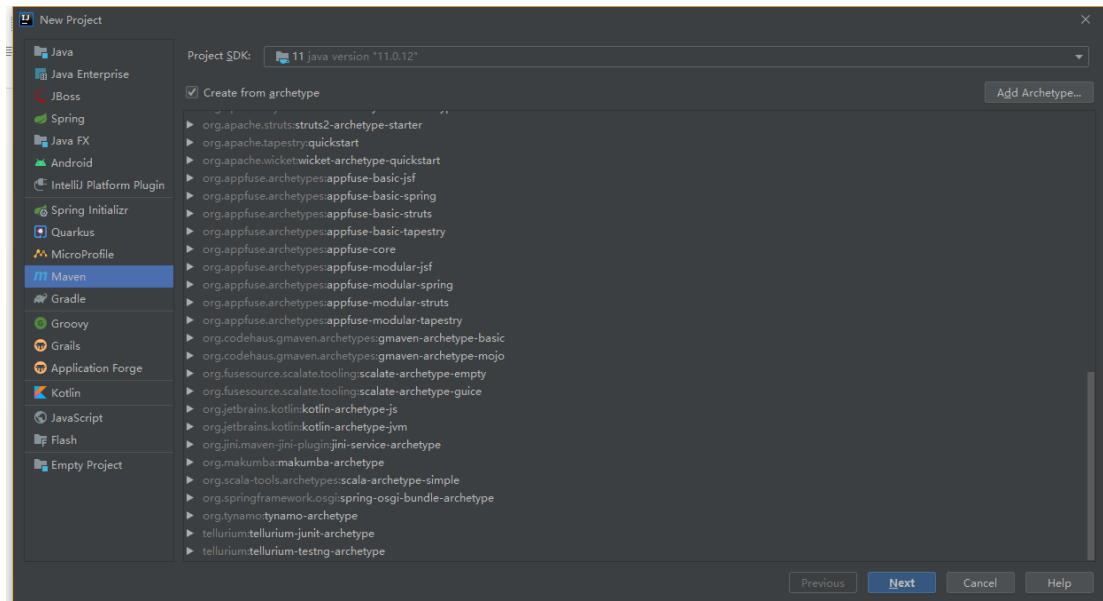 New Project
Java
Java Enterprise
JBoss
Spring
Java FX
Android
IntelliJ Platform Plugin
Spring Initializr
Quarkus
MicroProfile
Maven
Gradle
Groovy
Grails
Application Forge
Kotlin
JavaScript
Flash
Empty Project
Project SDK: 11 java version "11.0.12"
Create from archetype
Add Archetype...
org.apache.struts:struts2-archetype-starter
org.apache.tapestry:quickstart
org.apache.wicket:wicket-archetype-quickstart
org.appfuse.archetypes:appfuse-basic-jsf
org.appfuse.archetypes:appfuse-basic-spring
org.appfuse.archetypes:appfuse-basic-struts
org.appfuse.archetypes:appfuse-basic-tapestry
org.appfuse.archetypes:appfuse-core
org.appfuse.archetypes:appfuse-modular-jsf
org.appfuse.archetypes:appfuse-modular-spring
org.appfuse.archetypes:appfuse-modular-struts
org.appfuse.archetypes:appfuse-modular-tapestry
org.codehaus.gmaven.archetypes:gmaven-archetype-basic
org.codehaus.gmaven.archetypes:gmaven-archetype-mojo
org.fusesource.scalate.tooling:scalate-archetype-empty
org.fusesource.scalate.tooling:scalate-archetype-guice
org.jetbrains.kotlin:kotlin-archetype-js
org.jetbrains.kotlin:kotlin-archetype-jvm
org.jini.maven-jini-plugin:jini-service-archetype
org.makumba:makumba-archetype
org.scala-tools.archetypes:scala-archetype-simple
org.springframework.osgi:spring-osgi-bundle-archetype
org.tynamo:tynamo-archetype
tellurium:tellurium-junit-archetype
tellurium:tellurium-testng-archetype
Previous
Next
Cancel
Help